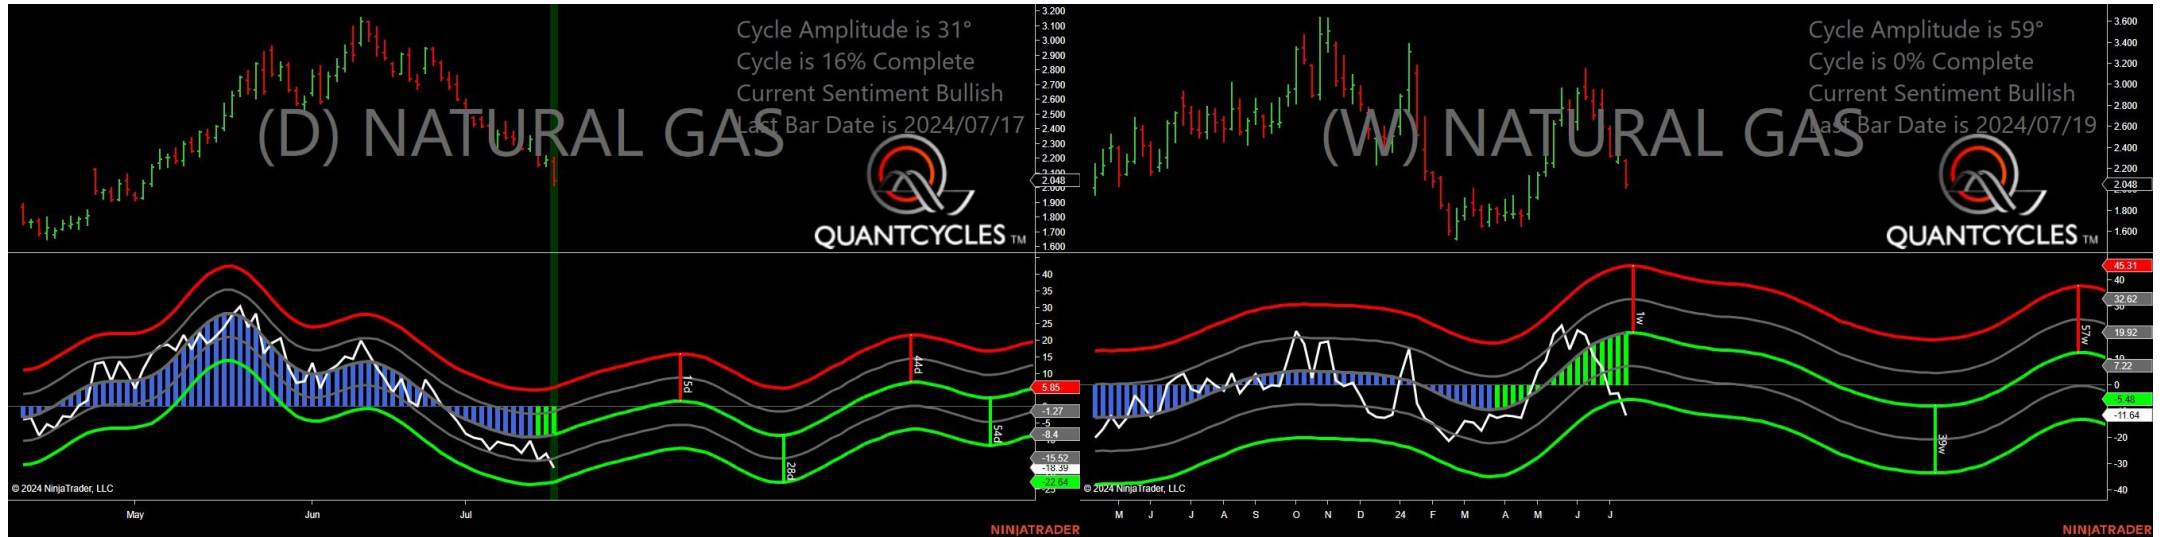 Cycle Amplitude is 31°
Cycle is 16% Complete
Current Sentiment Bullish
Last Bar Date is 2024/07/17
(D) NATURAL GAS
QUANTCYCLES TM
3.200
3.100
3.000
2.900
2.800
2.700
2.600
2.500
2.400
2.300
2.200
2.048
2.000
1.900
1.800
1.700
1.600
40
35
30
25
20
15
10
5.85
-1.27
-5
-8.4
-15.52
-18.39
-22.64
15d
28d
44d
54d
© 2024 NinjaTrader, LLC
May Jun Jul
NINJATRADER
Cycle Amplitude is 59°
Cycle is 0% Complete
Current Sentiment Bullish
Last Bar Date is 2024/07/19
(W) NATURAL GAS
QUANTCYCLES TM
3.600
3.400
3.200
3.000
2.800
2.600
2.400
2.200
2.048
1.800
1.600
45.31
40
32.62
30
19.92
10
7.22
0
-5.48
-11.64
-20
-30
-40
1w
39w
57w
© 2024 NinjaTrader, LLC
M J J A S O N D 24 F M A M J J
NINJATRADER